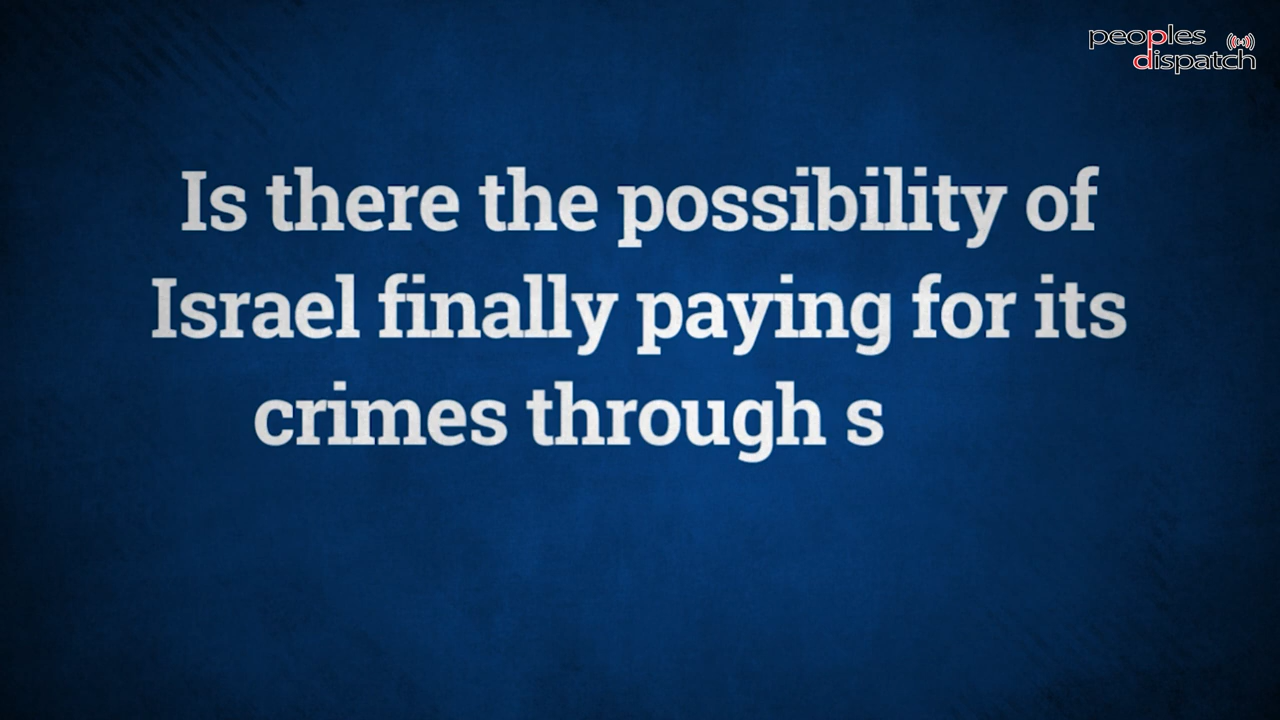 peoples
dispatch
Is there the possibility of
Israel finally paying for its
crimes through s